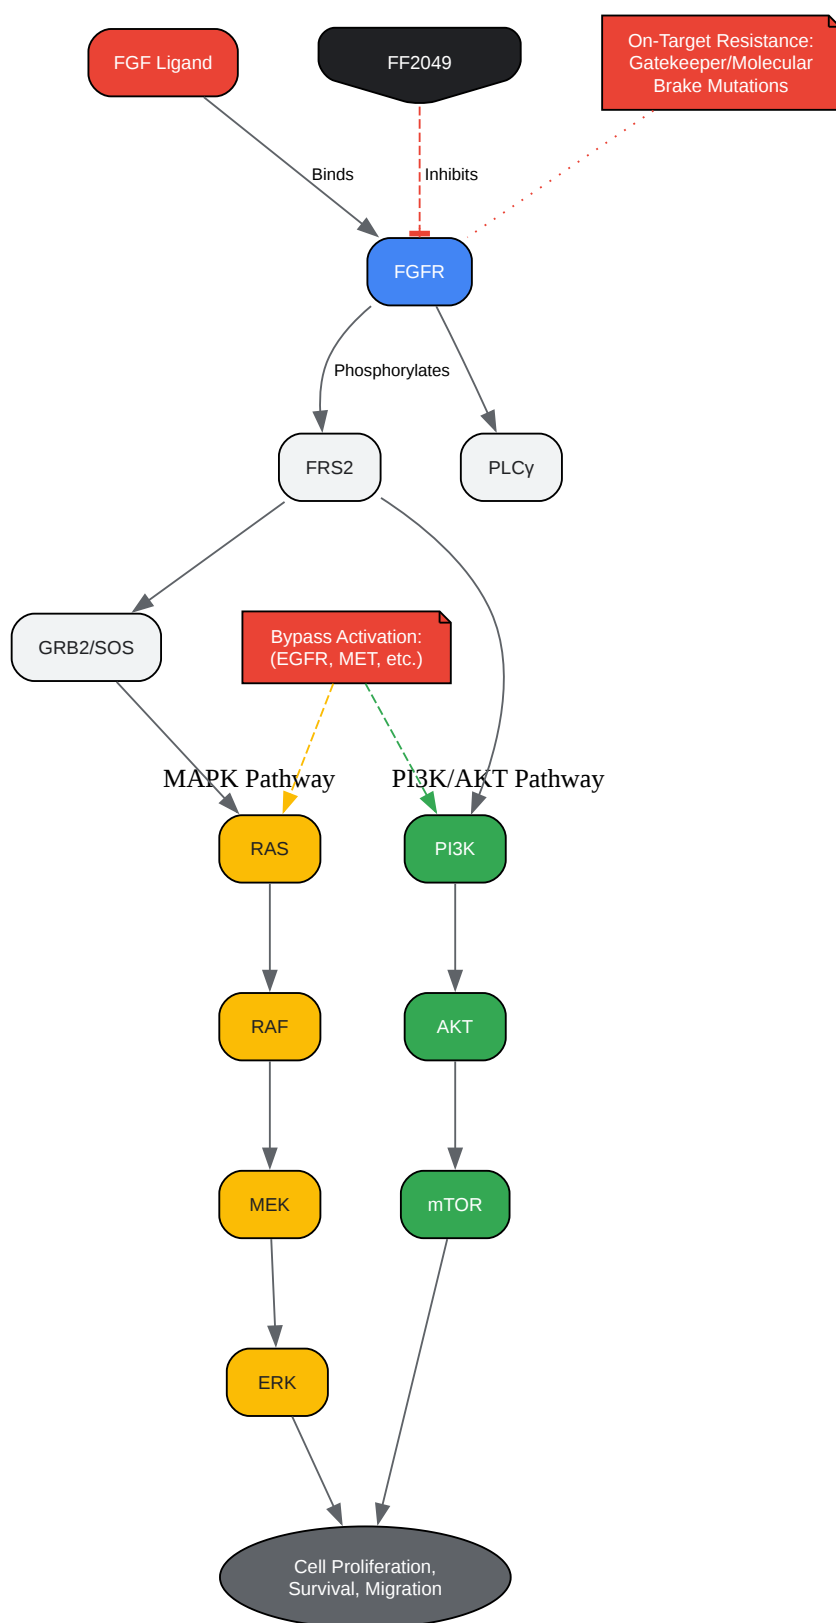 FGF Ligand
FF2049
On-Target Resistance:
Gatekeeper/Molecular
Brake Mutations
Binds
Inhibits
FGFR
Phosphorylates
FRS2
PLCγ
GRB2/SOS
Bypass Activation:
(EGFR, MET, etc.)
MAPK Pathway
PI3K/AKT Pathway
RAS
PI3K
RAF
AKT
MEK
mTOR
ERK
Cell Proliferation,
Survival, Migration